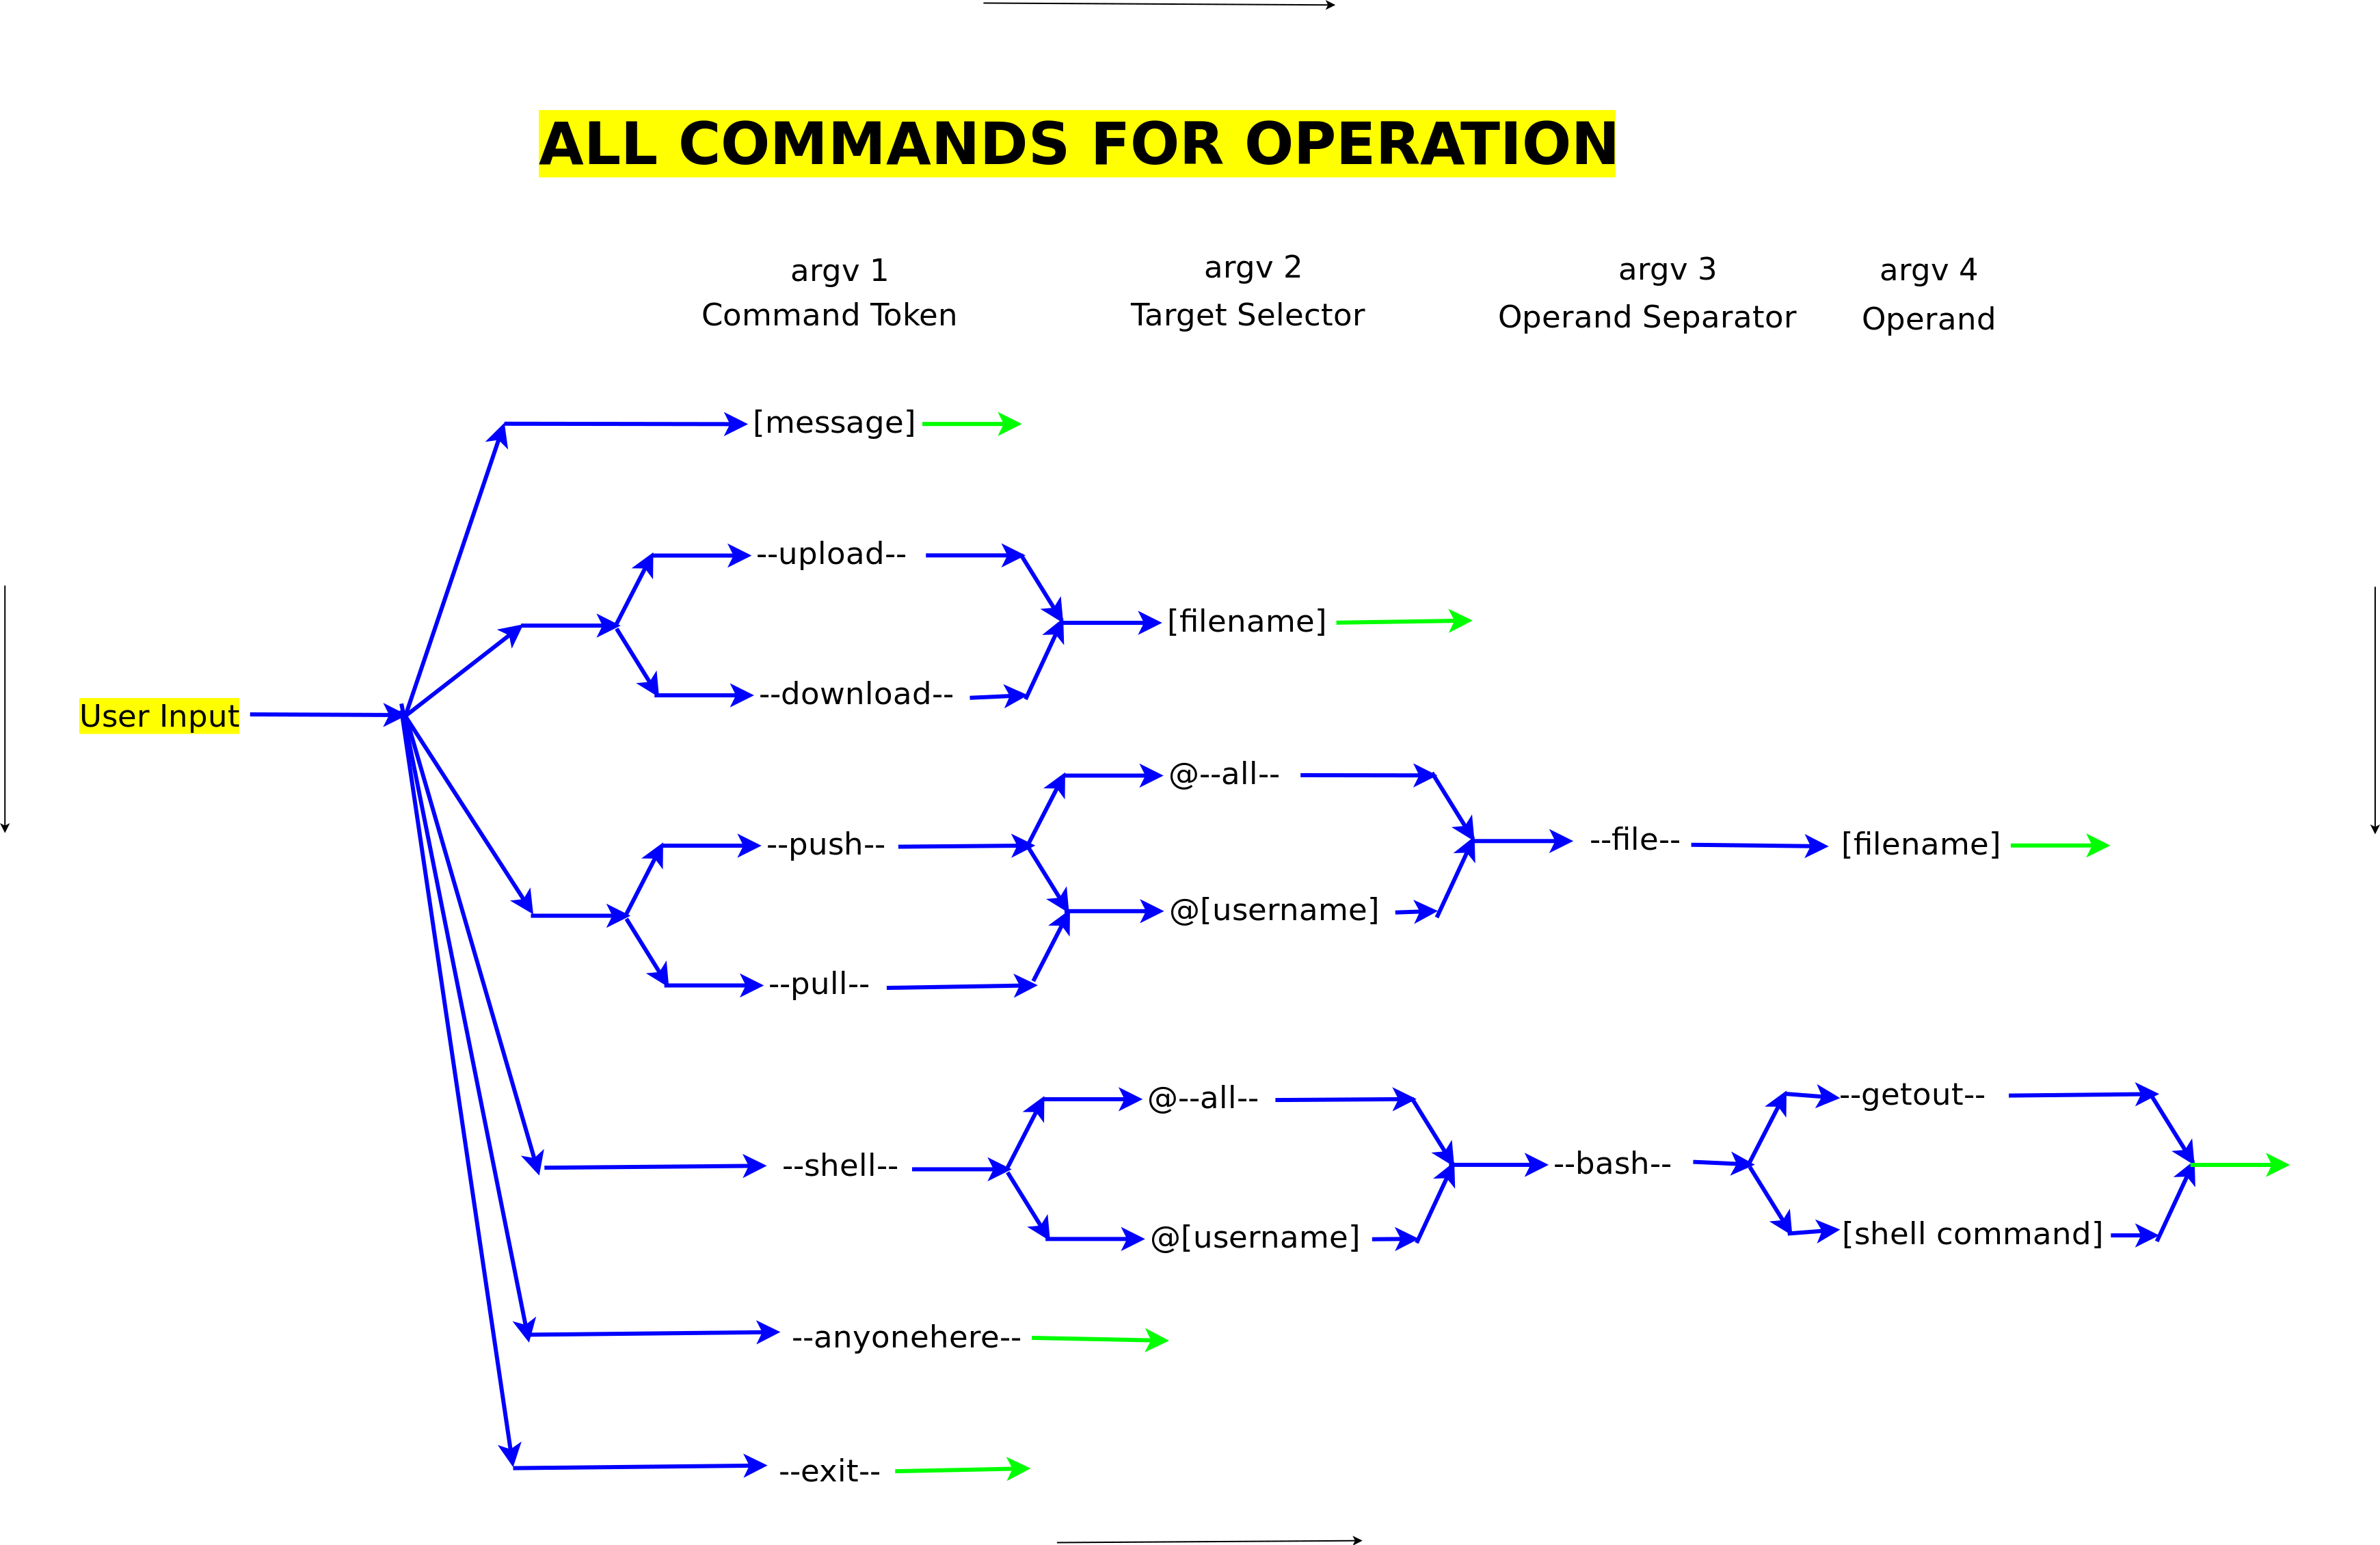 ALL COMMANDS FOR OPERATION
argv 1
Command Token
argv 2
Target Selector
argv 3
Operand Separator
argv 4
Operand
User Input
[message]
--upload--
--download--
[filename]
--push--
--pull--
@--all--
@[username]
--file--
[filename]
--shell--
@--all--
@[username]
--bash--
--getout--
[shell command]
--anyonehere--
--exit--